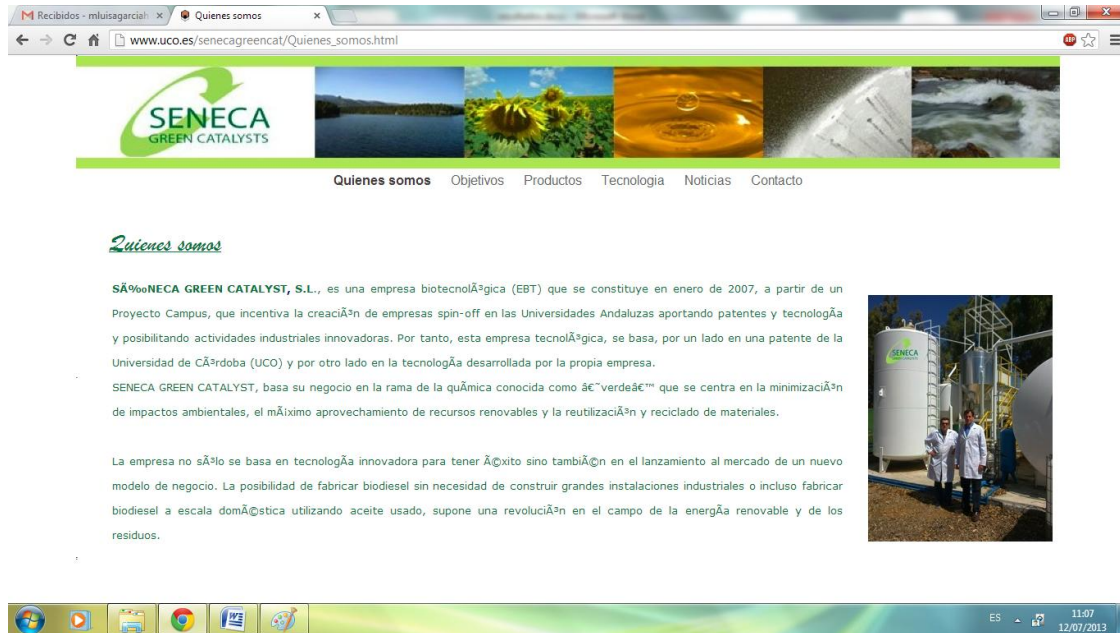 Recibidos - mluisagarciah
Quienes somos
www.uco.es/senecagreencat/Quienes_somos.html
SENECA
GREEN CATALYSTS
Quienes somos Objetivos Productos Tecnologia Noticias Contacto
Quienes somos
SÉNECA GREEN CATALYST, S.L., es una empresa biotecnolÃ³gica (EBT) que se constituye en enero de 2007, a partir de un
Proyecto Campus, que incentiva la creaciÃ³n de empresas spin-off en las Universidades Andaluzas aportando patentes y tecnologÃa
y posibilitando actividades industriales innovadoras. Por tanto, esta empresa tecnolÃ³gica, se basa, por un lado en una patente de la
Universidad de CÃ³rdoba (UCO) y por otro lado en la tecnologÃa desarrollada por la propia empresa.
SENECA GREEN CATALYST, basa su negocio en la rama de la quÃmica conocida como â€˜verdeâ€™ que se centra en la minimizaciÃ³n
de impactos ambientales, el mÃ¡ximo aprovechamiento de recursos renovables y la reutilizaciÃ³n y reciclado de materiales.
La empresa no sÃ³lo se basa en tecnologÃa innovadora para tener Ã©xito sino tambiÃ©n en el lanzamiento al mercado de un nuevo
modelo de negocio. La posibilidad de fabricar biodiesel sin necesidad de construir grandes instalaciones industriales o incluso fabricar
biodiesel a escala domÃ©stica utilizando aceite usado, supone una revoluciÃ³n en el campo de la energÃa renovable y de los
residuos.
SENECA
ES
11:07
12/07/2013